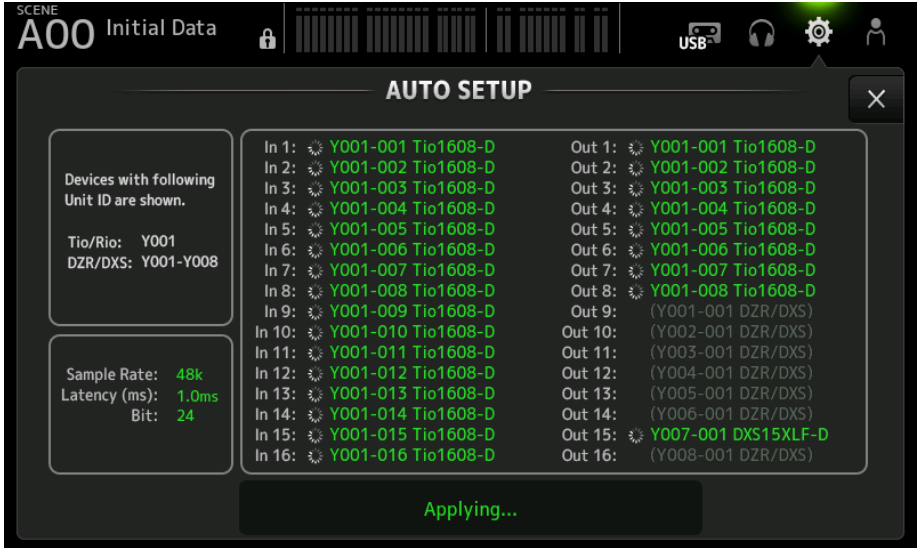 SCENE
A00 Initial Data
USB
AUTO SETUP
Devices with following
Unit ID are shown.
Tio/Rio: Y001
DZR/DXS: Y001-Y008
Sample Rate: 48k
Latency (ms): 1.0ms
Bit: 24
In 1: Y001-001 Tio1608-D
In 2: Y001-002 Tio1608-D
In 3: Y001-003 Tio1608-D
In 4: Y001-004 Tio1608-D
In 5: Y001-005 Tio1608-D
In 6: Y001-006 Tio1608-D
In 7: Y001-007 Tio1608-D
In 8: Y001-008 Tio1608-D
In 9: Y001-009 Tio1608-D
In 10: Y001-010 Tio1608-D
In 11: Y001-011 Tio1608-D
In 12: Y001-012 Tio1608-D
In 13: Y001-013 Tio1608-D
In 14: Y001-014 Tio1608-D
In 15: Y001-015 Tio1608-D
In 16: Y001-016 Tio1608-D
Out 1: Y001-001 Tio1608-D
Out 2: Y001-002 Tio1608-D
Out 3: Y001-003 Tio1608-D
Out 4: Y001-004 Tio1608-D
Out 5: Y001-005 Tio1608-D
Out 6: Y001-006 Tio1608-D
Out 7: Y001-007 Tio1608-D
Out 8: Y001-008 Tio1608-D
Out 9: (Y001-001 DZR/DXS)
Out 10: (Y002-001 DZR/DXS)
Out 11: (Y003-001 DZR/DXS)
Out 12: (Y004-001 DZR/DXS)
Out 13: (Y005-001 DZR/DXS)
Out 14: (Y006-001 DZR/DXS)
Out 15: Y007-001 DXS15XLF-D
Out 16: (Y008-001 DZR/DXS)
Applying...